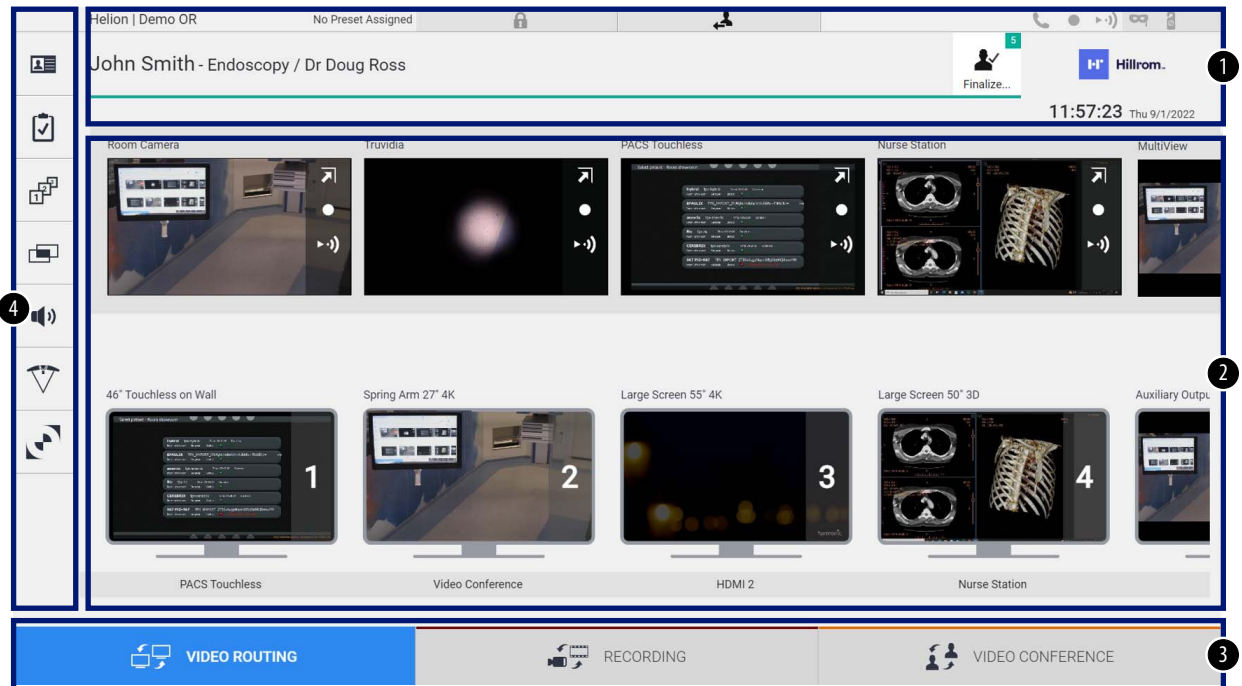 Helion | Demo OR
No Preset Assigned
5
John Smith - Endoscopy / Dr Doug Ross
Finalize...
Hillrom™
1
11:57:23 Thu 9/1/2022
Room Camera
Truvidia
PACS Touchless
Nurse Station
MultiView
4
2
46" Touchless on Wall
Spring Arm 27" 4K
Large Screen 55" 4K
Large Screen 50" 3D
Auxiliary Outpu
1
2
3
4
PACS Touchless
Video Conference
HDMI 2
Nurse Station
VIDEO ROUTING
RECORDING
VIDEO CONFERENCE
3